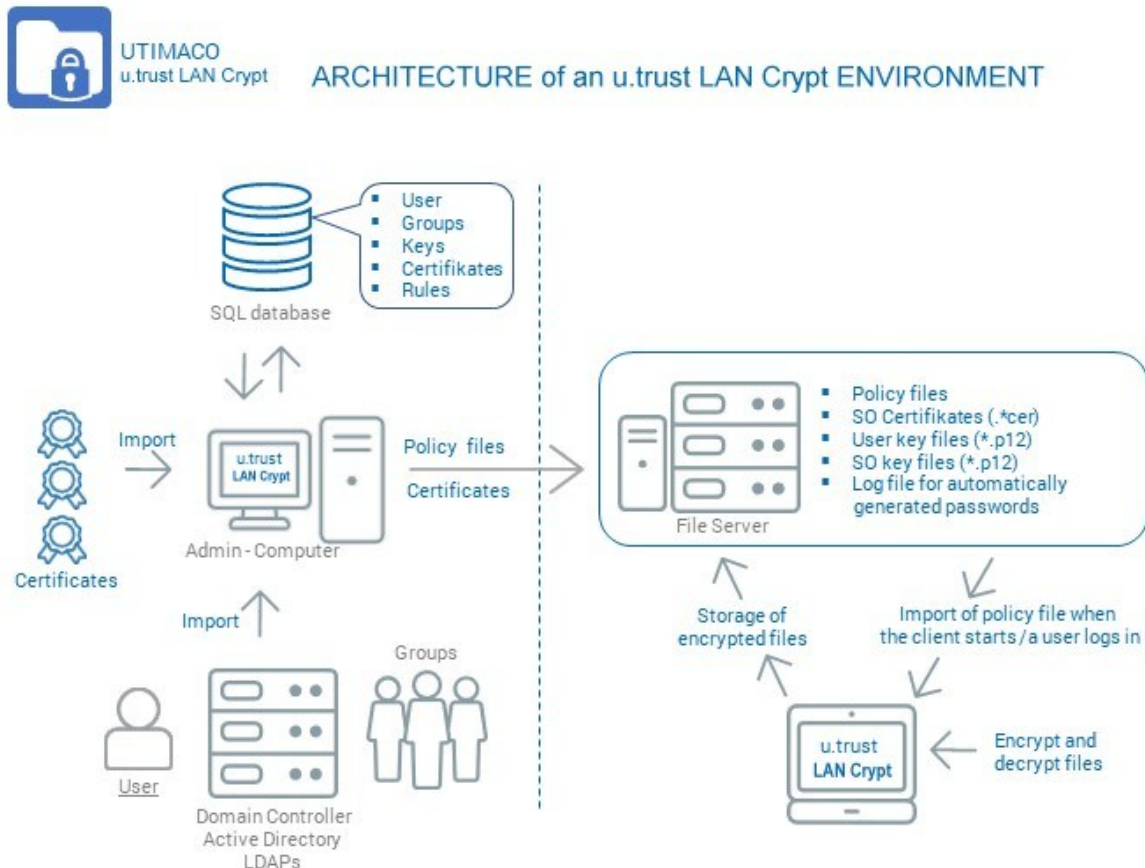 UTIMACO
u.trust LAN Crypt
ARCHITECTURE of an u.trust LAN Crypt ENVIRONMENT
▪ User
▪ Groups
▪ Keys
▪ Certifikates
▪ Rules
SQL database
Import
Certificates
u.trust
LAN Crypt
Admin - Computer
Policy files
Certificates
▪ Policy files
▪ SO Certifikates (.*cer)
▪ User key files (*.p12)
▪ SO key files (*.p12)
▪ Log file for automatically
generated passwords
File Server
Import
User
Groups
Domain Controller
Active Directory
LDAPs
Storage of
encrypted files
Import of policy file when
the client starts/a user logs in
u.trust
LAN Crypt
Encrypt and
decrypt files